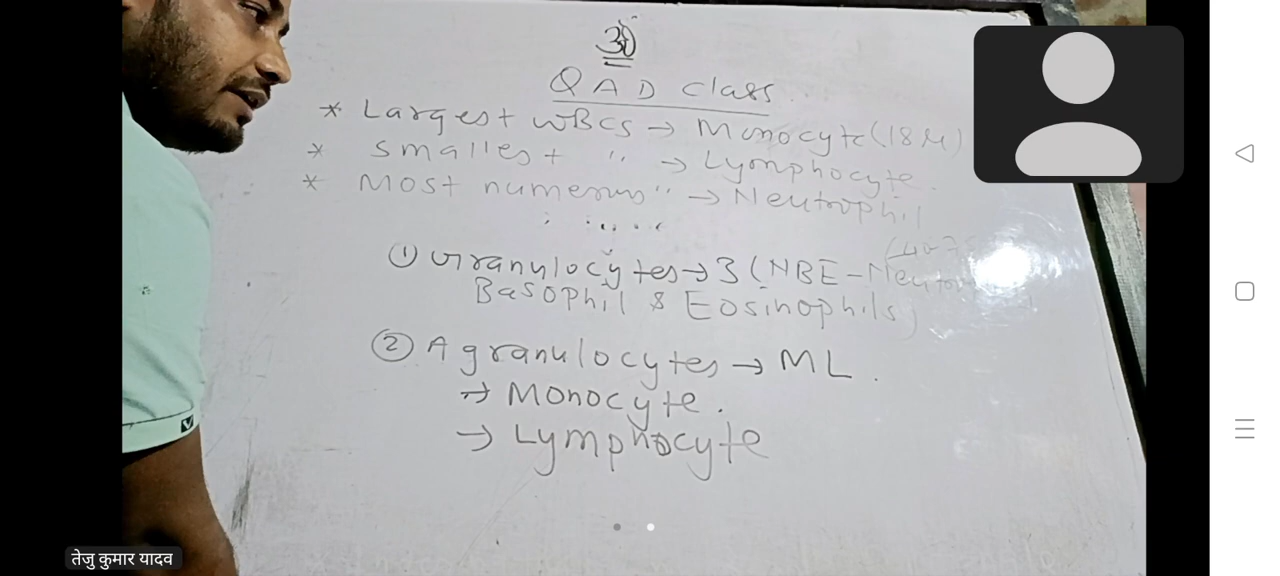 ॐ
QAD class
* Largest WBCs → Monocyte (18 M)
* smallest " → Lyomphocyte.
* Most numerous " → Neutrophil
① Granulocytes → 3 (NBE - Neutro
Basophil & Eosinophils)
② Agranulocytes → ML.
→ Monocyte.
→ Lymphocyte
तेजु कुमार यादव